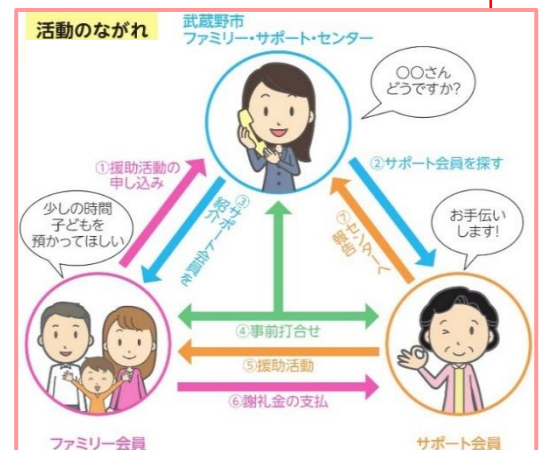 活動のながれ
武蔵野市
ファミリー・サポート・センター
○○さん
どうですか?
①援助活動の
申し込み
②サポート会員を探す
③サポート会員を
紹介
⑦センターへ
報告
少しの時間
子どもを
預かってほしい
お手伝い
します!
④事前打合せ
⑤援助活動
⑥謝礼金の支払
ファミリー会員
サポート会員